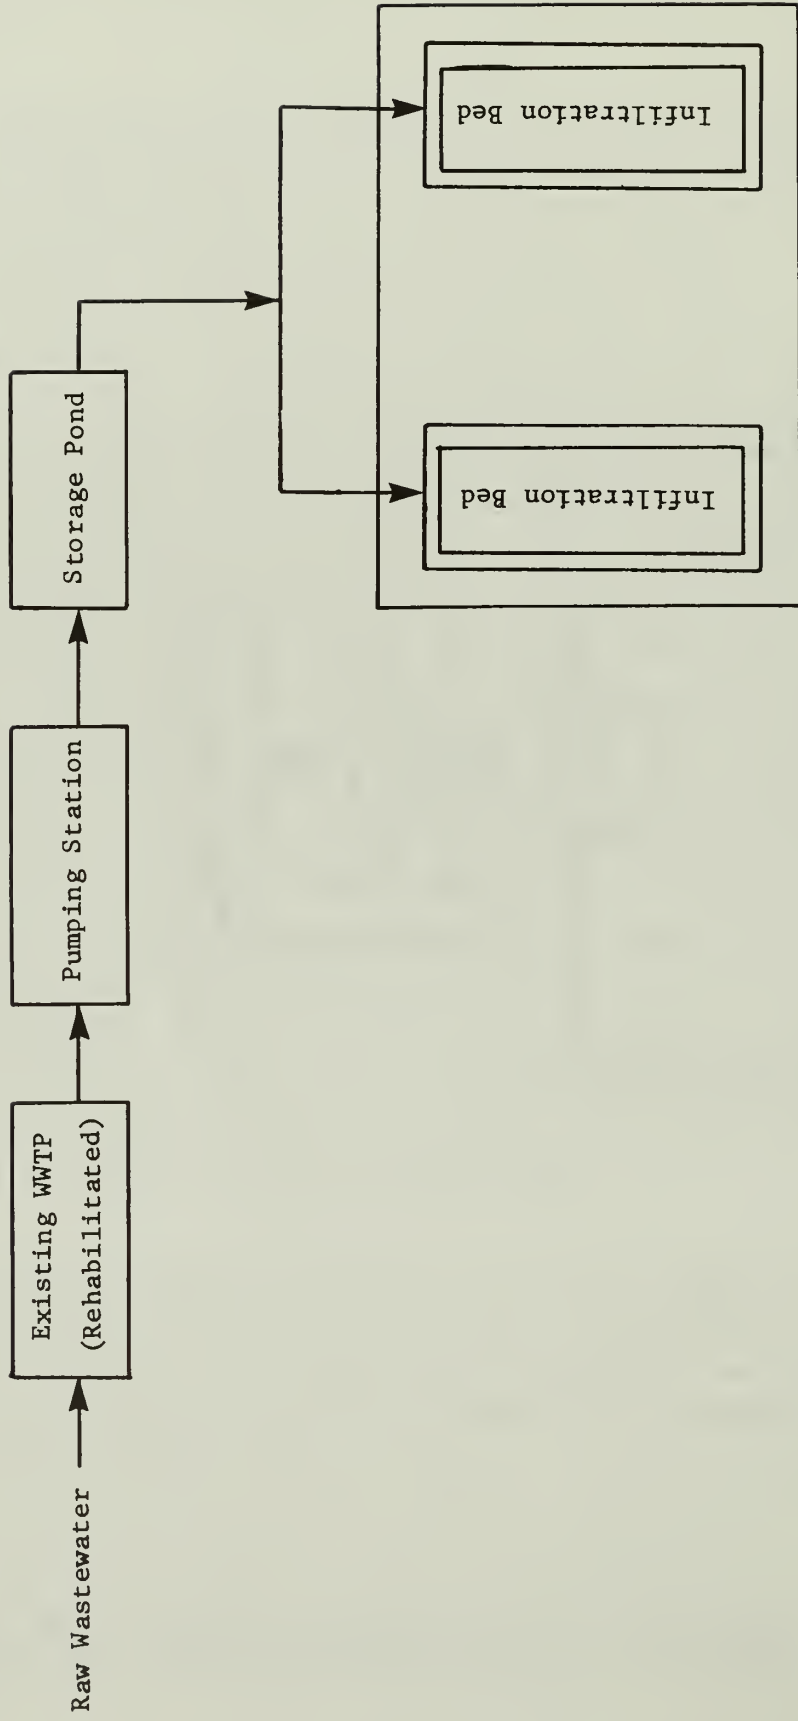 Raw Wastewater
Existing WWTP
(Rehabilitated)
Pumping Station
Storage Pond
Infiltration Bed
Infiltration Bed